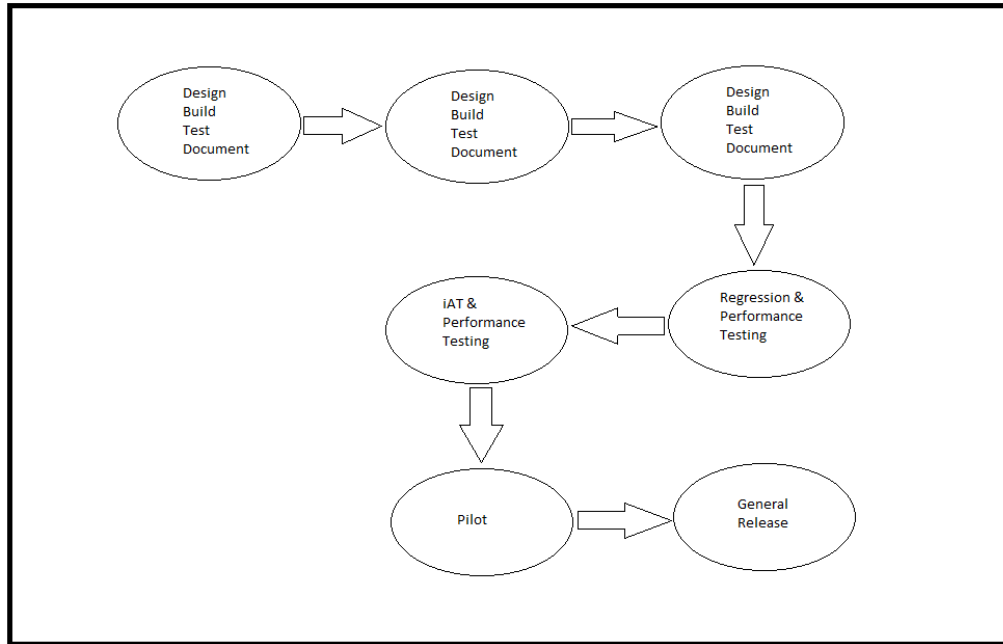 Design
Build
Test
Document
Design
Build
Test
Document
Design
Build
Test
Document
Regression &
Performance
Testing
iAT &
Performance
Testing
Pilot
General
Release